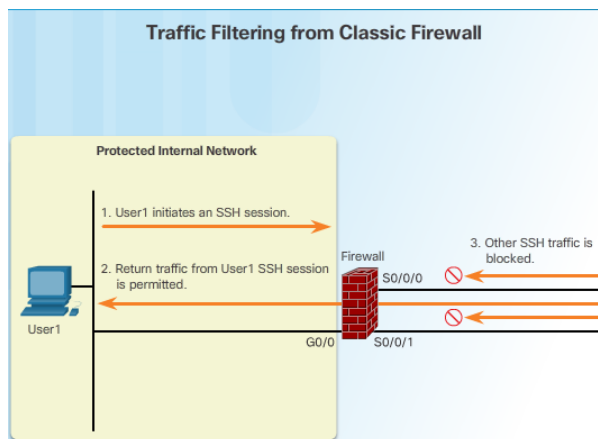 Traffic Filtering from Classic Firewall
Protected Internal Network
1. User1 initiates an SSH session.
2. Return traffic from User1 SSH session
is permitted.
User1
Firewall
3. Other SSH traffic is
blocked.
S0/0/0
G0/0
S0/0/1